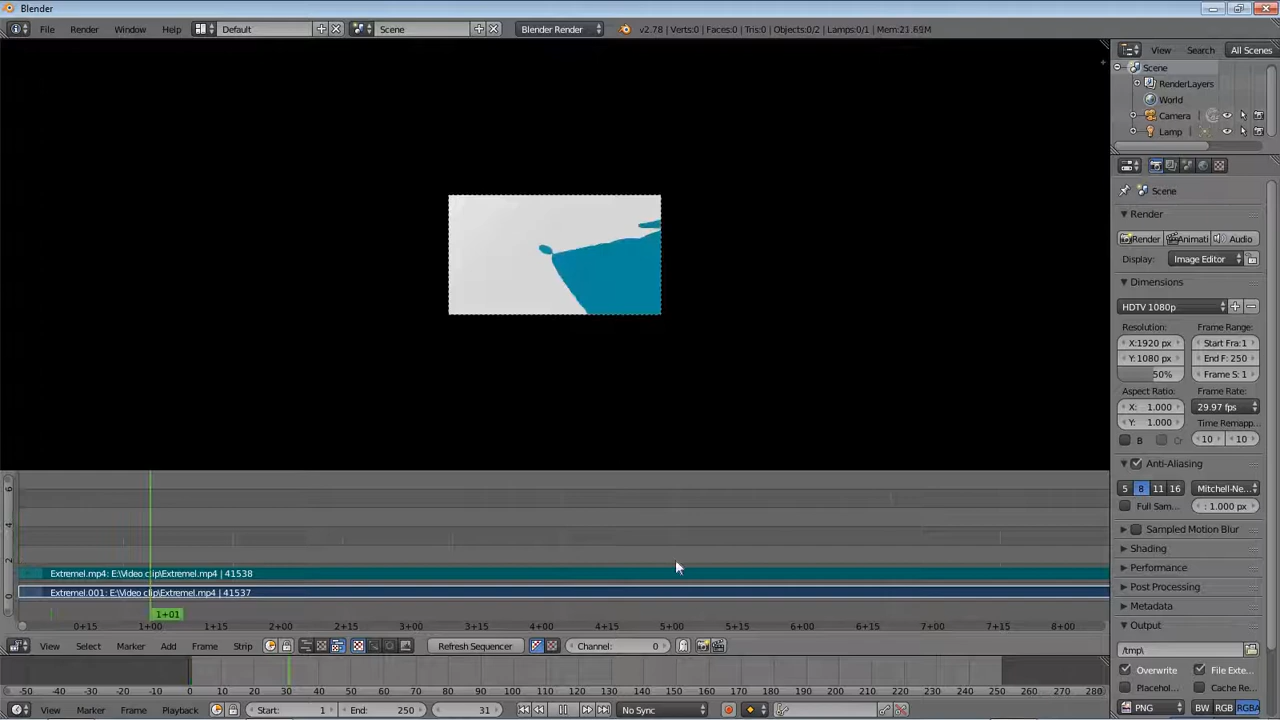 Blender
File Render Window Help Default Scene Blender Render v2.78 | Verts:0 | Faces:0 | Tris:0 | Objects:0/2 | Lamps:0/1 | Mem:21.69M
View Search All Scenes
Scene
RenderLayers
World
Camera
Lamp
Scene
Render
Render Animati Audio
Display: Image Editor
Dimensions
HDTV 1080p
Resolution: Frame Range:
X:1920 px Start Fra:1
Y:1080 px End F: 250
50% Frame S: 1
Aspect Ratio: Frame Rate:
X: 1.000 29.97 fps
Y: 1.000 Time Remapp...
B Cr 10 10
Anti-Aliasing
5 8 11 16 Mitchell-Ne...
Full Sam... : 1.000 px
Sampled Motion Blur
Shading
Performance
Post Processing
Metadata
Output
/tmp\
Overwrite File Exte...
Placehol... Cache Re...
PNG BW RGB RGBA
6
4
2
0
Extremel.mp4: E:\Video clip\Extremel.mp4 | 41538
Extremel.001: E:\Video clip\Extremel.mp4 | 41537
1+01
0+15 1+00 1+15 2+00 2+15 3+00 3+15 4+00 4+15 5+00 5+15 6+00 6+15 7+00 7+15 8+00
View Select Marker Add Frame Strip Refresh Sequencer Channel: 0
-50 -40 -30 -20 -10 0 10 20 30 40 50 60 70 80 90 100 110 120 130 140 150 160 170 180 190 200 210 220 230 240 250 260 270 280
View Marker Frame Playback Start: 1 End: 250 31 No Sync